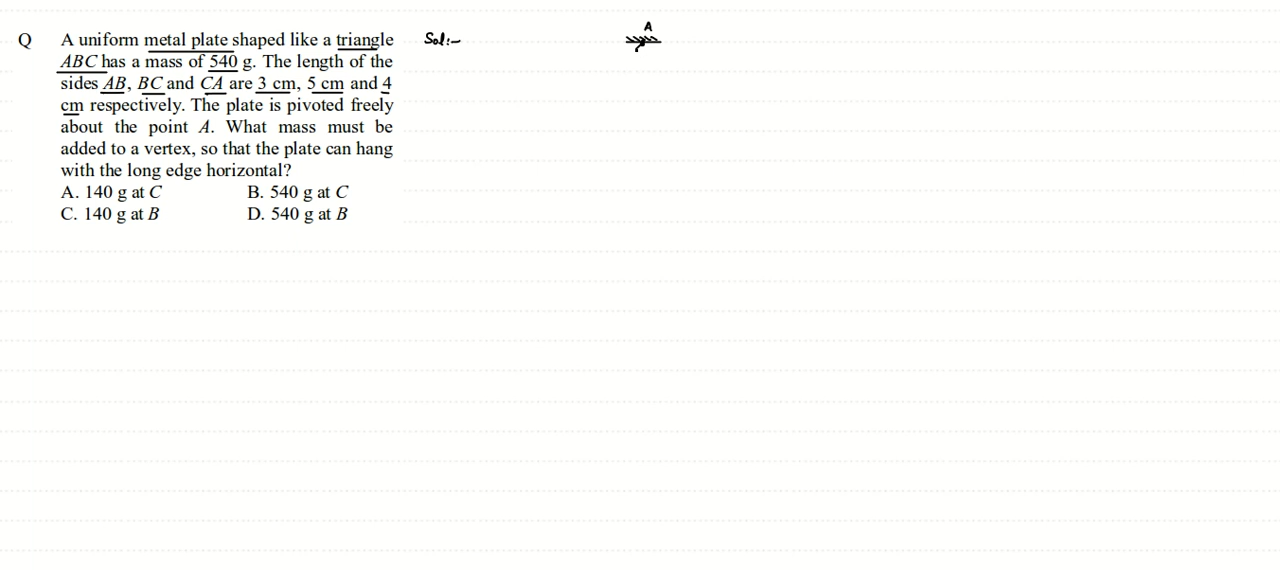 Q A uniform metal plate shaped like a triangle
ABC has a mass of 540 g. The length of the
sides AB, BC and CA are 3 cm, 5 cm and 4
cm respectively. The plate is pivoted freely
about the point A. What mass must be
added to a vertex, so that the plate can hang
with the long edge horizontal?
A. 140 g at C B. 540 g at C
C. 140 g at B D. 540 g at B
Sol:-
A